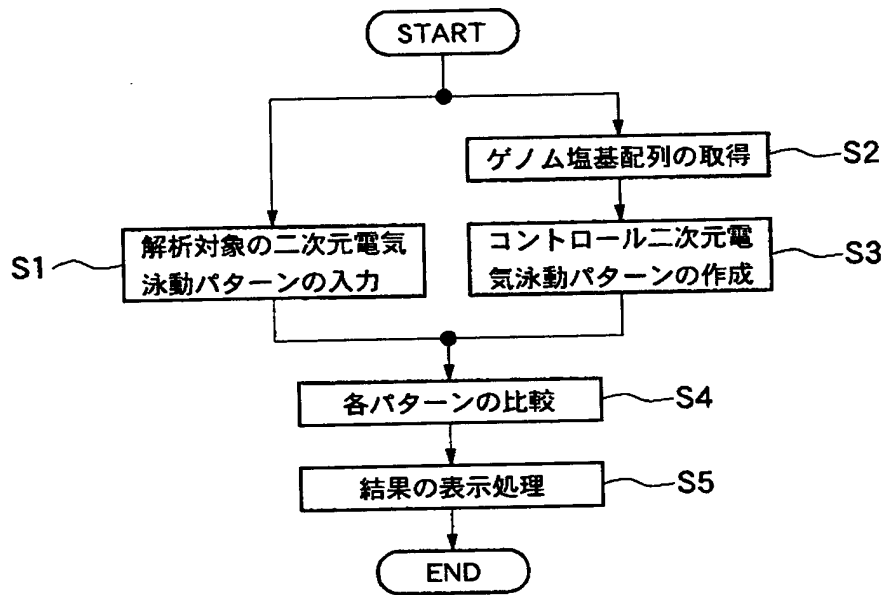 START
ゲノム塩基配列の取得
S2
S1
解析対象の二次元電気
泳動パターンの入力
コントロール二次元電
気泳動パターンの作成
S3
各パターンの比較
S4
結果の表示処理
S5
END